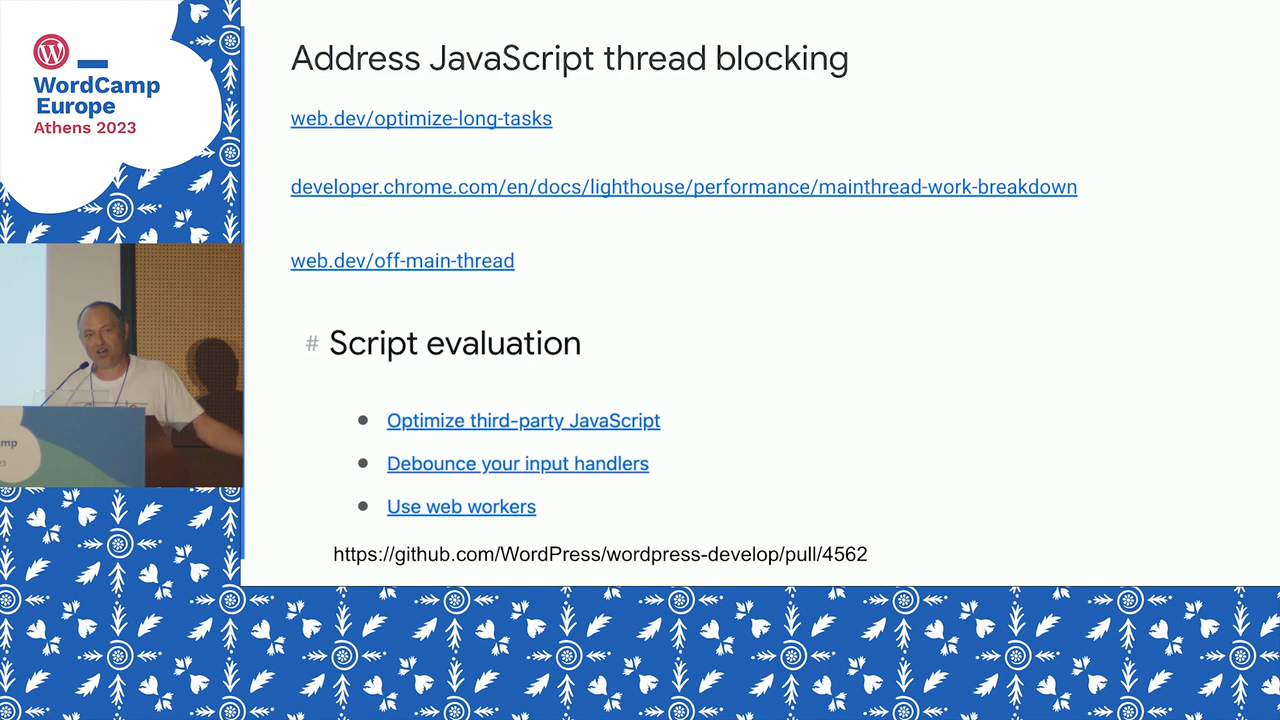 WordCamp
Europe
Athens 2023
Address JavaScript thread blocking
web.dev/optimize-long-tasks
developer.chrome.com/en/docs/lighthouse/performance/mainthread-work-breakdown
web.dev/off-main-thread
# Script evaluation
Optimize third-party JavaScript
Debounce your input handlers
Use web workers
https://github.com/WordPress/wordpress-develop/pull/4562
mp